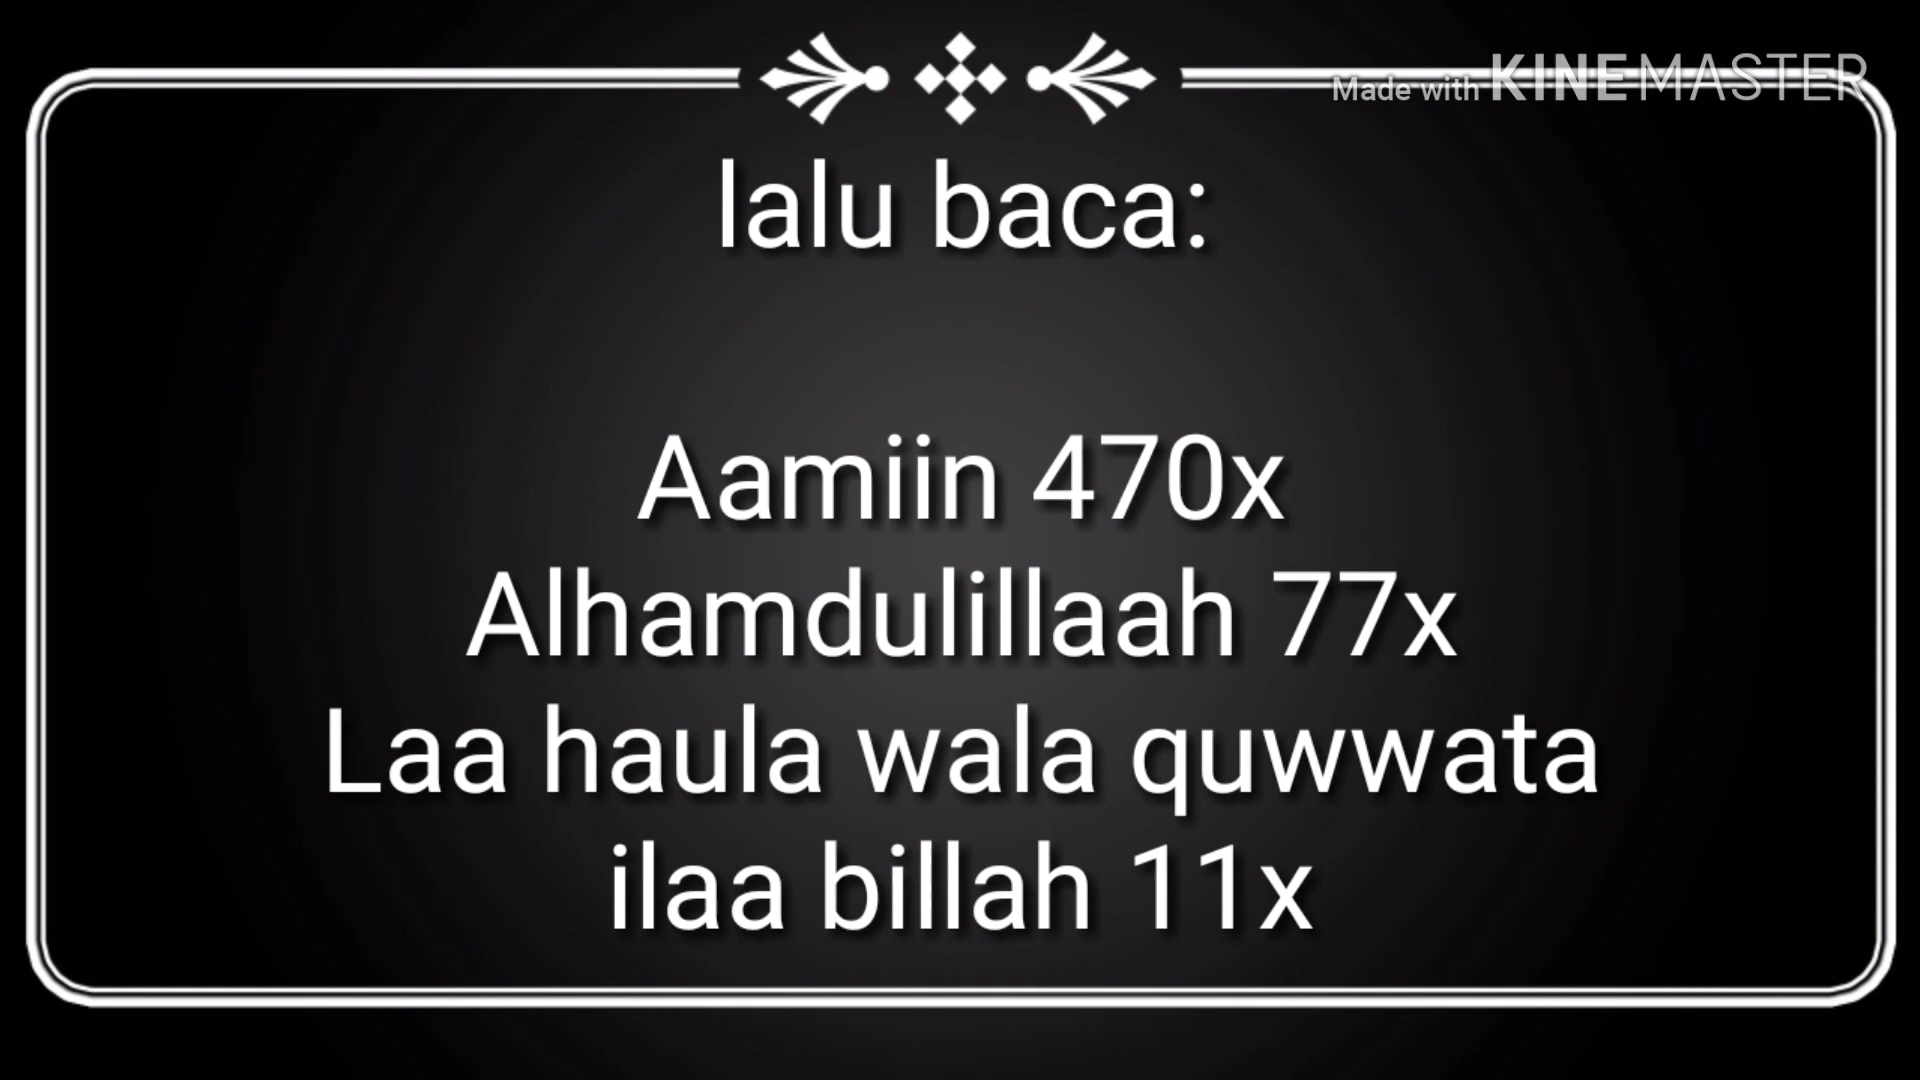 Made with KINEMASTER
lalu baca:
Aamiin 470x
Alhamdulillaah 77x
Laa haula wala quwwata
ilaa billah 11x